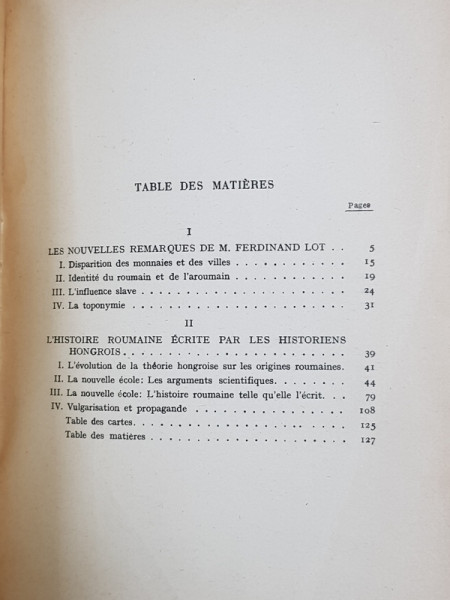 TABLE DES MATIÈRES
Pages
I
LES NOUVELLES REMARQUES DE M. FERDINAND LOT . . 5
I. Disparition des monnaies et des villes . . . . . . . . . . . 15
II. Identité du roumain et de l'aroumain . . . . . . . . . . . 19
III. L'influence slave . . . . . . . . . . . . . . . . . . . . 24
IV. La toponymie . . . . . . . . . . . . . . . . . . . . . 31
II
L'HISTOIRE ROUMAINE ÉCRITE PAR LES HISTORIENS
HONGROIS . . . . . . . . . . . . . . . . . . . . . 39
I. L'évolution de la théorie hongroise sur les origines roumaines. 41
II. La nouvelle école: Les arguments scientifiques. . . . . . . . 44
III. La nouvelle école: L'histoire roumaine telle qu'elle l'écrit. . . . 79
IV. Vulgarisation et propagande . . . . . . . . . . . . . . . 108
Table des cartes. . . . . . . . . . . . . . . . . . . . . 125
Table des matières . . . . . . . . . . . . . . . . . . . 127